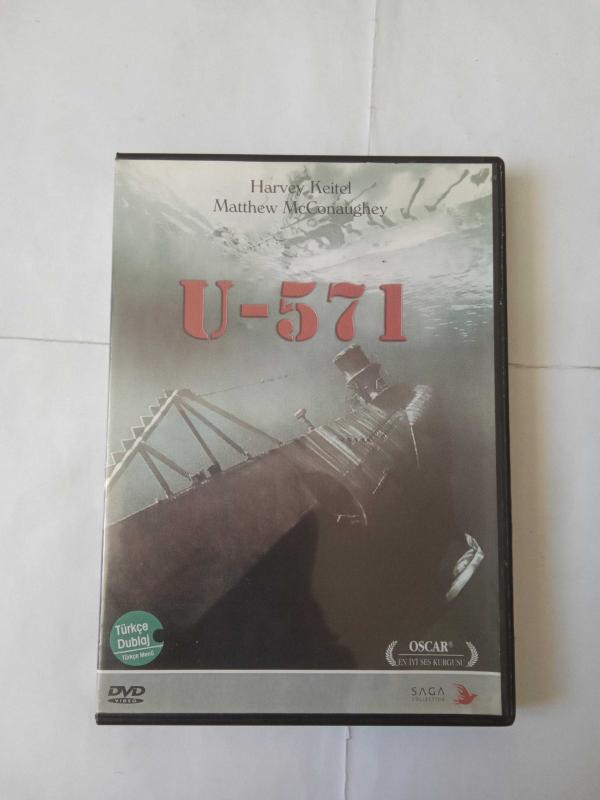 Harvey Keitel
Matthew McConaughey
U-571
Türkçe
Dublaj
Türkçe Menü
OSCAR®
EN İYİ SES KURGUSU
DVD
VIDEO
SAGA
COLLECTION